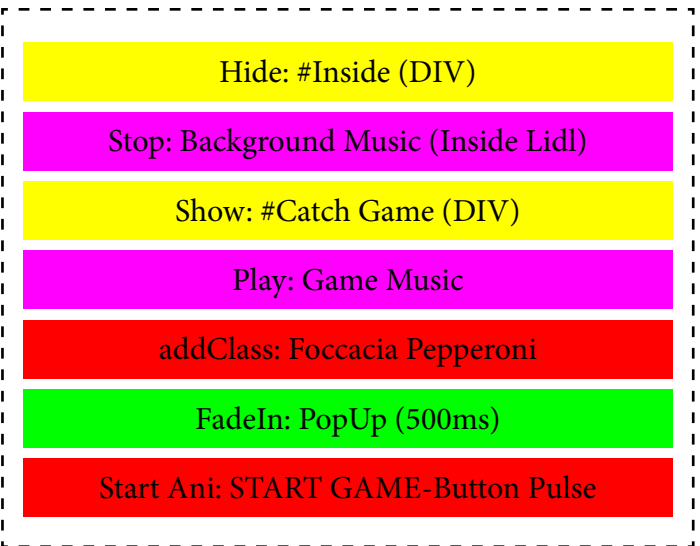 Hide: #Inside (DIV)
Stop: Background Music (Inside Lidl)
Show: #Catch Game (DIV)
Play: Game Music
addClass: Foccacia Pepperoni
FadeIn: PopUp (500ms)
Start Ani: START GAME-Button Pulse